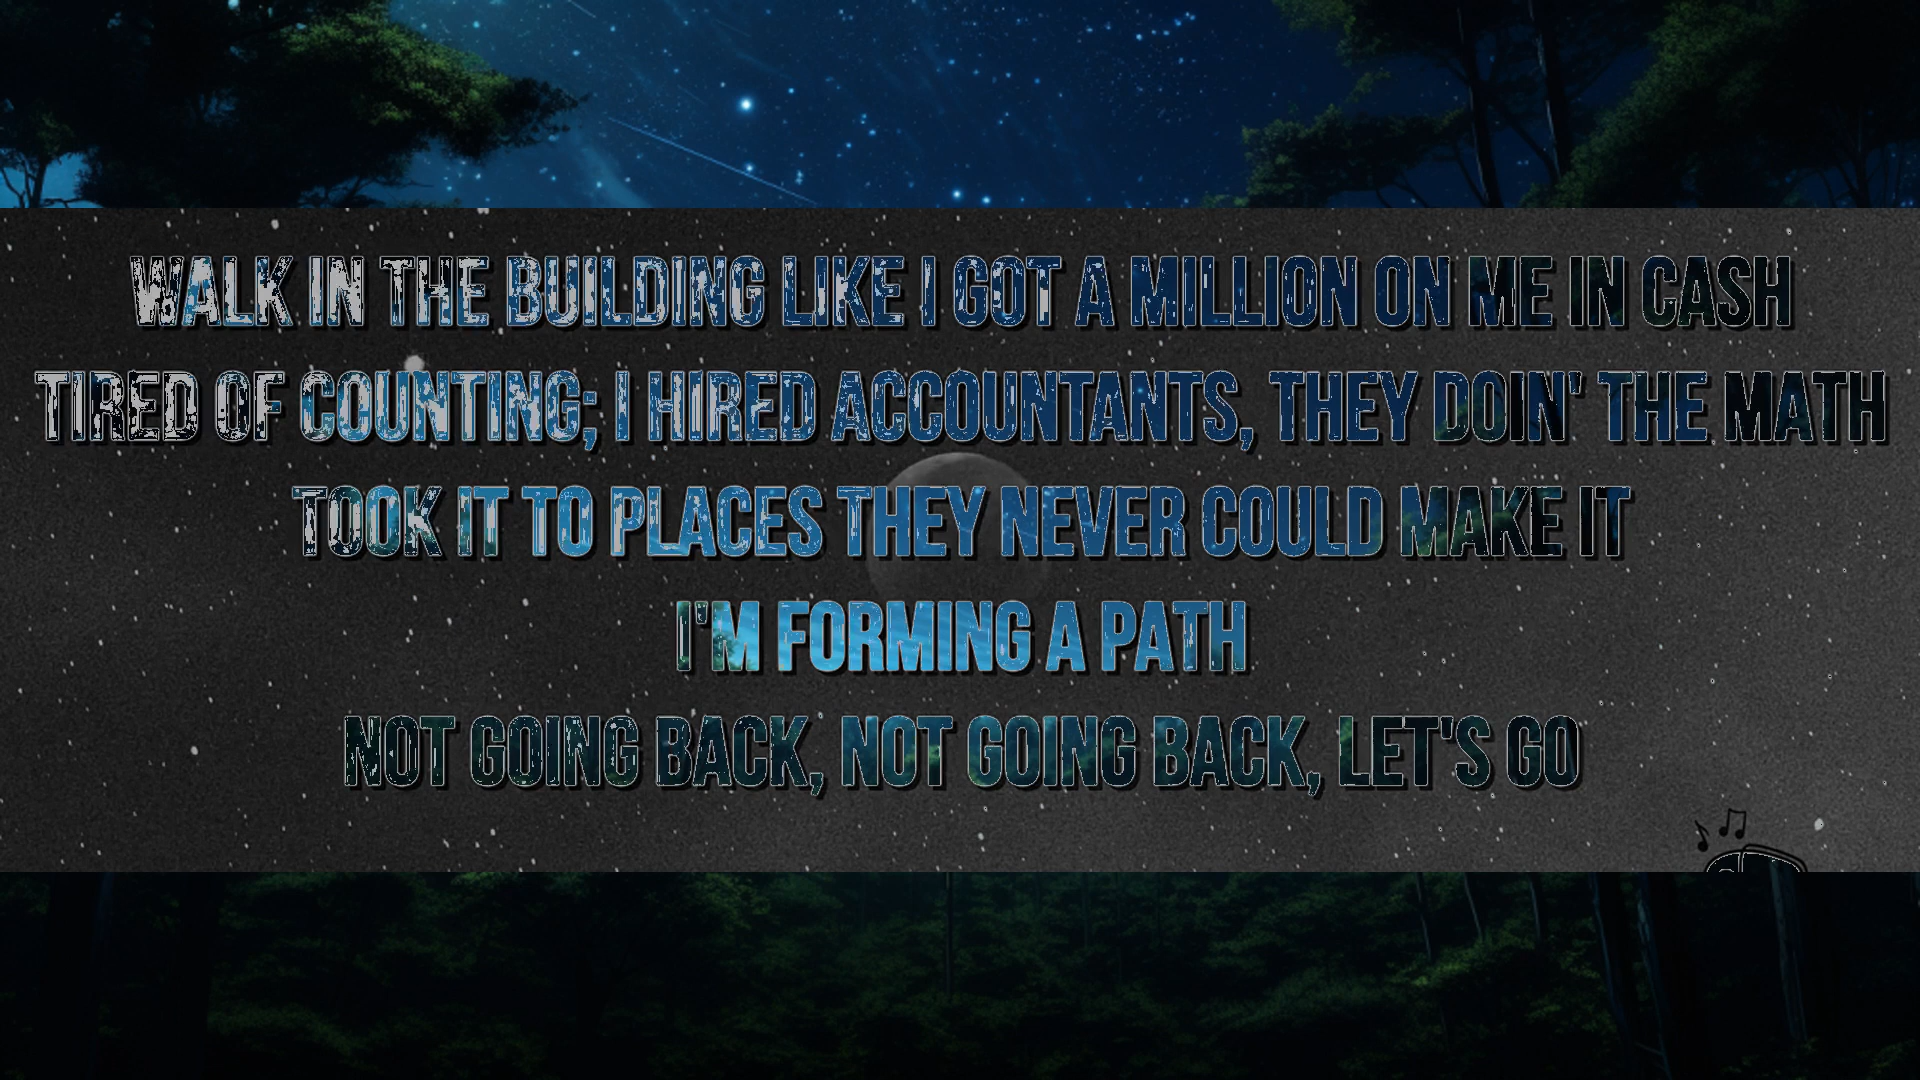 WALK IN THE BUILDING LIKE I GOT A MILLION ON ME IN CASH
TIRED OF COUNTING; I HIRED ACCOUNTANTS, THEY DOIN' THE MATH
TOOK IT TO PLACES THEY NEVER COULD MAKE IT
I'M FORMING A PATH
NOT GOING BACK, NOT GOING BACK, LET'S GO